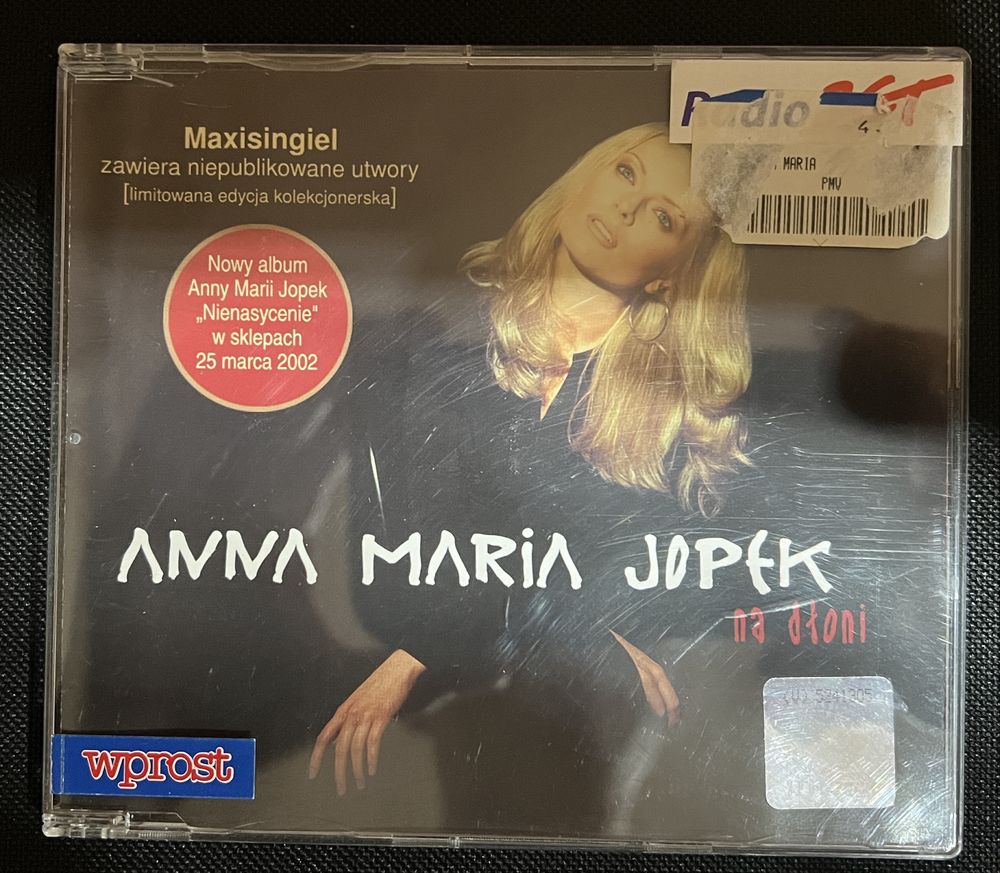 Maxisingiel
zawiera niepublikowane utwory
[limitowana edycja kolekcjonerska]
Nowy album
Anny Marii Jopek
„Nienasycenie"
w sklepach
25 marca 2002
Radio
MARIA
PMV
ANNA MARiA JOPEK
na dłoni
wprost